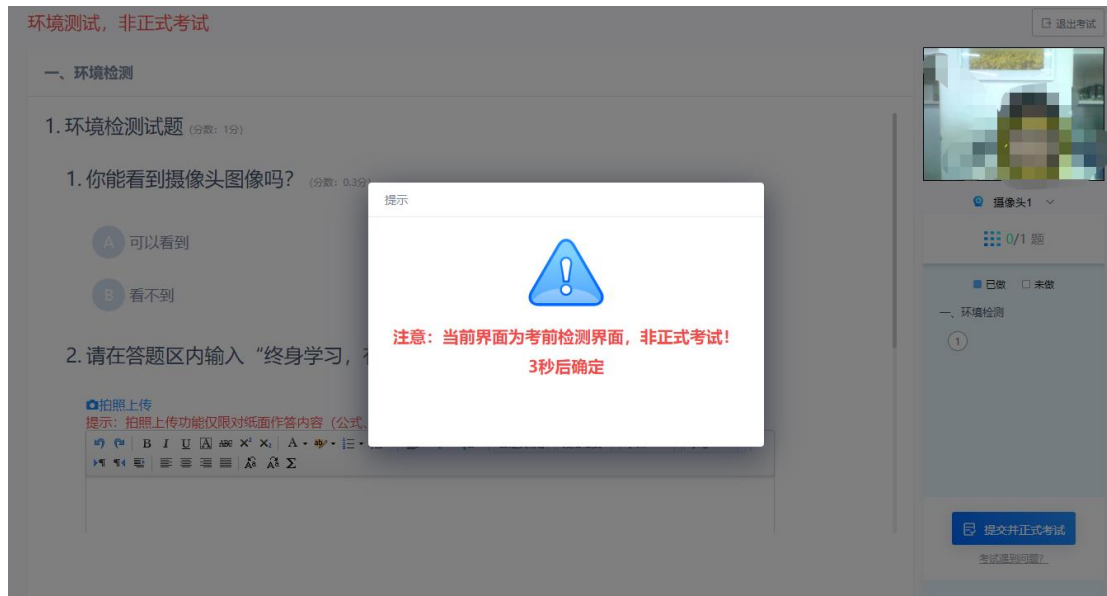 环境测试，非正式考试
退出考试
一、环境检测
1. 环境检测试题 (分数：1分)
1. 你能看到摄像头图像吗？ (分数：0.3分)
A 可以看到
B 看不到
2. 请在答题区内输入“终身学习，
拍照上传
提示：拍照上传功能仅限对纸面作答内容（公式、
提示
注意：当前界面为考前检测界面，非正式考试！
3秒后确定
摄像头1
0/1 题
已做 未做
一、环境检测
1
提交并正式考试
考试遇到问题?